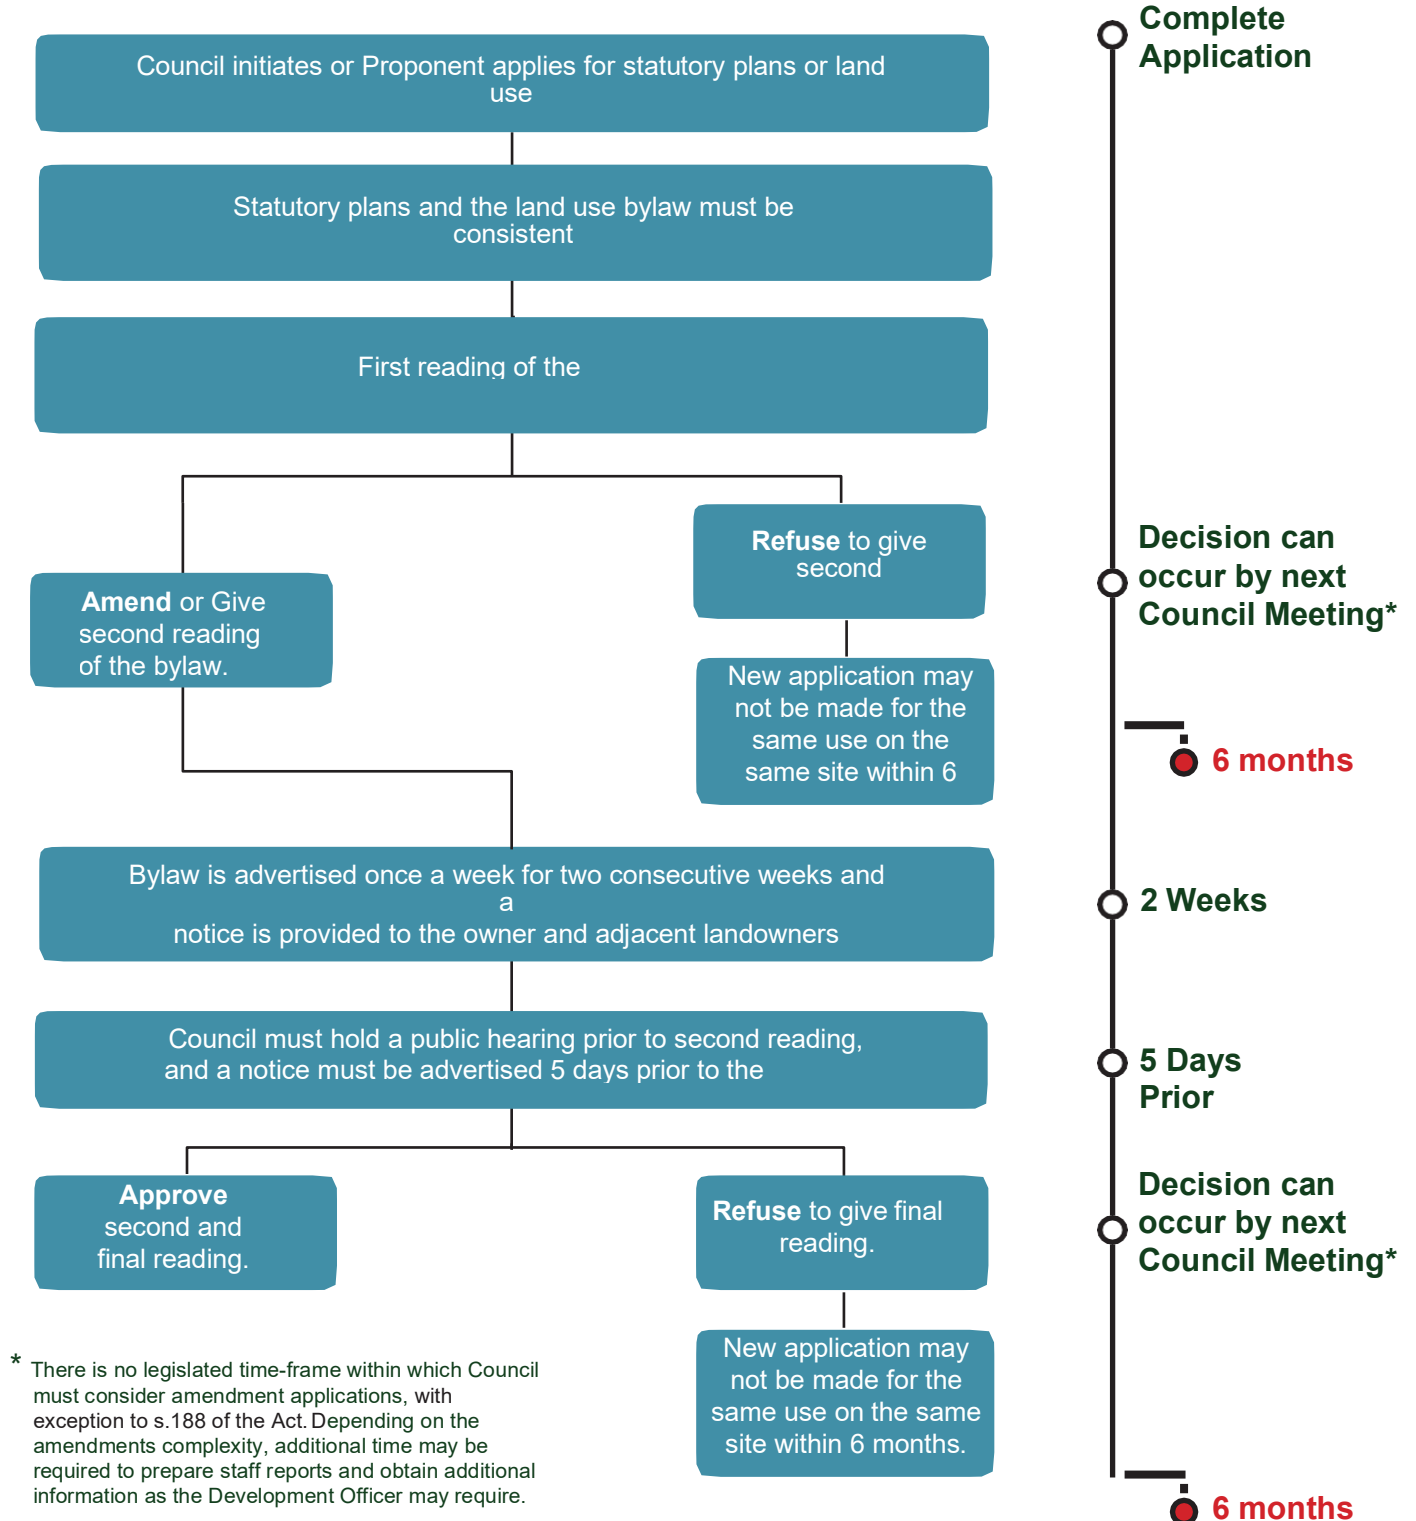 Complete
Application
Council initiates or Proponent applies for statutory plans or land
use
Statutory plans and the land use bylaw must be
consistent
First reading of the
Refuse to give
second
Decision can
occur by next
Council Meeting*
Amend or Give
second reading
of the bylaw.
New application may
not be made for the
same use on the
same site within 6
6 months
Bylaw is advertised once a week for two consecutive weeks and
a
notice is provided to the owner and adjacent landowners
2 Weeks
Council must hold a public hearing prior to second reading,
and a notice must be advertised 5 days prior to the
5 Days
Prior
Approve
second and
final reading.
Refuse to give final
reading.
Decision can
occur by next
Council Meeting*
New application may
not be made for the
same use on the same
site within 6 months.
* There is no legislated time-frame within which Council
must consider amendment applications, with
exception to s.188 of the Act. Depending on the
amendments complexity, additional time may be
required to prepare staff reports and obtain additional
information as the Development Officer may require.
6 months